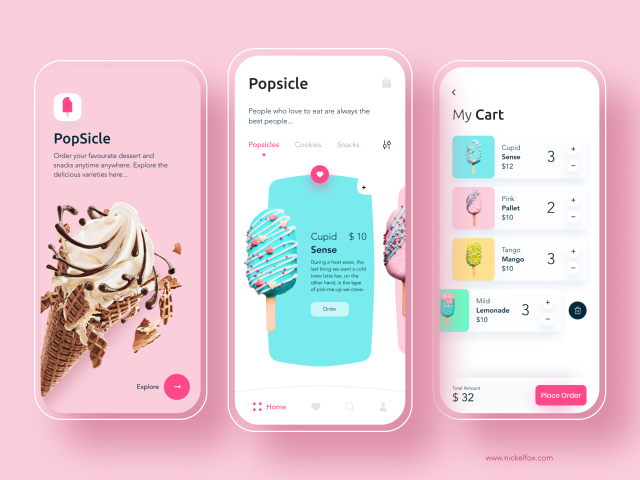 PopSicle
Order your favourate dessert and
snacks anytime anywhere. Explore the
delicious varieties here...
Explore
Popsicle
People who love to eat are always the
best people...
Popsicles Cookies Snacks
Cupid $ 10
Sense
During a heat wave, the
last thing we want a cold
brew latte bar, on the
other hand, is the type
of pick-me-up we crave.
Order
Home
My Cart
Cupid
Sense
$12
3
+
−
Pink
Pallet
$10
2
+
−
Tango
Mango
$10
3
+
−
Mild
Lemonade
$10
3
+
−
Total Amount
$ 32
Place Order
www.nickelfox.com